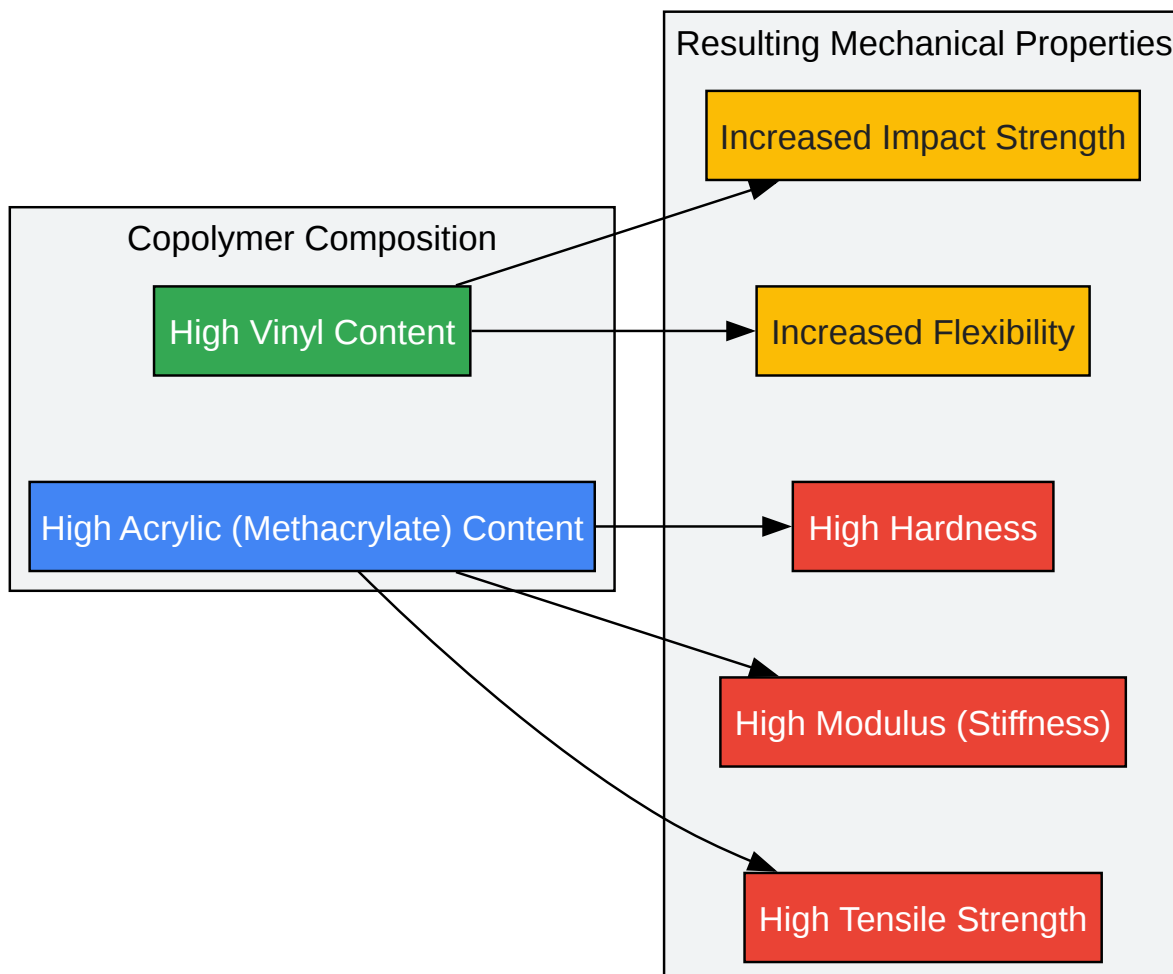 Resulting Mechanical Properties
Increased Impact Strength
Copolymer Composition
High Vinyl Content
Increased Flexibility
High Acrylic (Methacrylate) Content
High Hardness
High Modulus (Stiffness)
High Tensile Strength